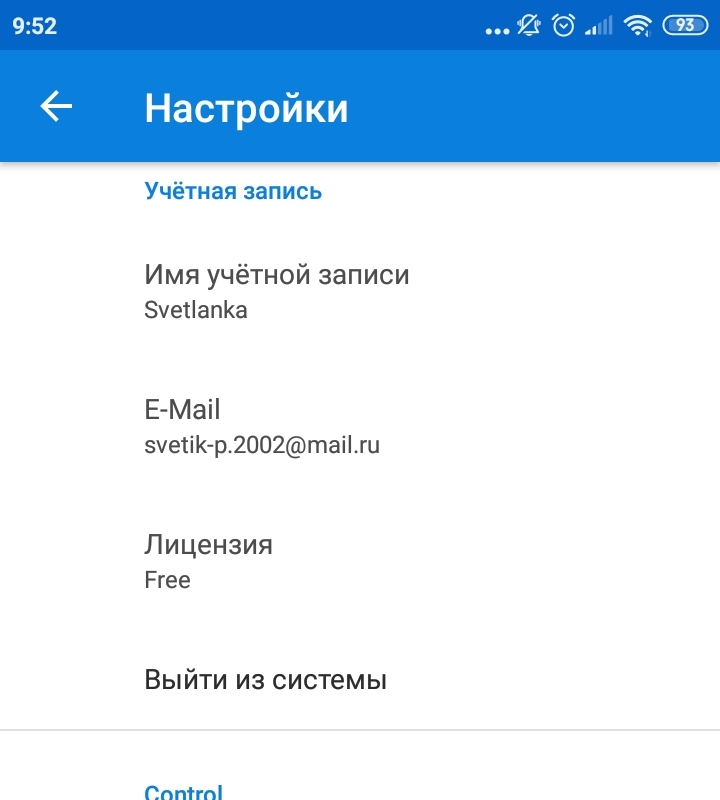 9:52
93
Настройки
Учётная запись
Имя учётной записи
Svetlanka
E-Mail
svetik-p.2002@mail.ru
Лицензия
Free
Выйти из системы
Control